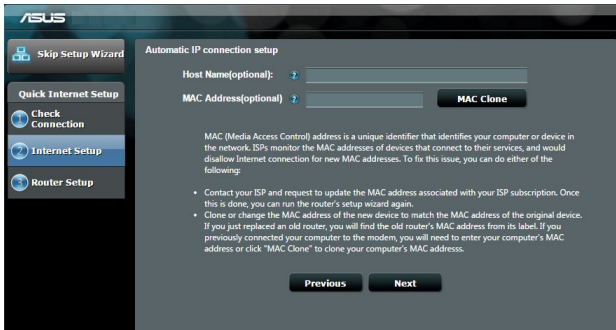 ASUS
Skip Setup Wizard
Quick Internet Setup
1 Check
Connection
2 Internet Setup
3 Router Setup
Automatic IP connection setup
Host Name(optional): ?
MAC Address(optional) ? MAC Clone
MAC (Media Access Control) address is a unique identifier that identifies your computer or device in
the network. ISPs monitor the MAC addresses of devices that connect to their services, and would
disallow Internet connection for new MAC addresses. To fix this issue, you can do either of the
following:
• Contact your ISP and request to update the MAC address associated with your ISP subscription. Once
this is done, you can run the router's setup wizard again.
• Clone or change the MAC address of the new device to match the MAC address of the original device.
If you just replaced an old router, you will find the old router's MAC address from its label. If you
previously connected your computer to the modem, you will need to enter your computer's MAC
address or click "MAC Clone" to clone your computer's MAC addresss.
Previous Next